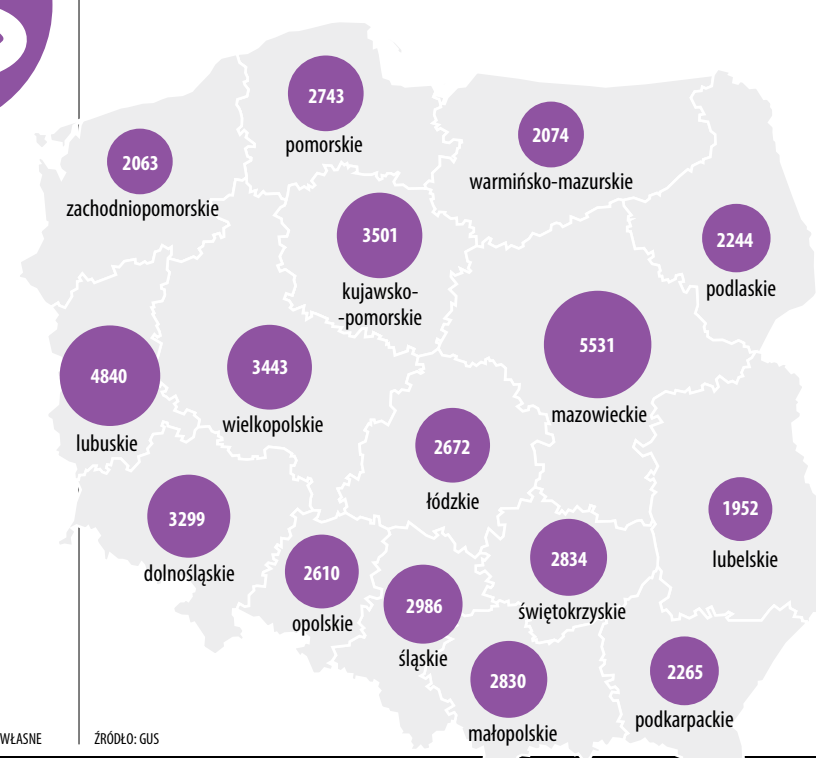 2743
pomorskie
2074
warmińsko-mazurskie
2063
zachodniopomorskie
3501
kujawsko-
-pomorskie
2244
podlaskie
5531
mazowieckie
4840
lubuskie
3443
wielkopolskie
2672
łódzkie
1952
lubelskie
3299
dolnośląskie
2610
opolskie
2986
śląskie
2834
świętokrzyskie
2830
małopolskie
2265
podkarpackie
WŁASNE
ŹRÓDŁO: GUS